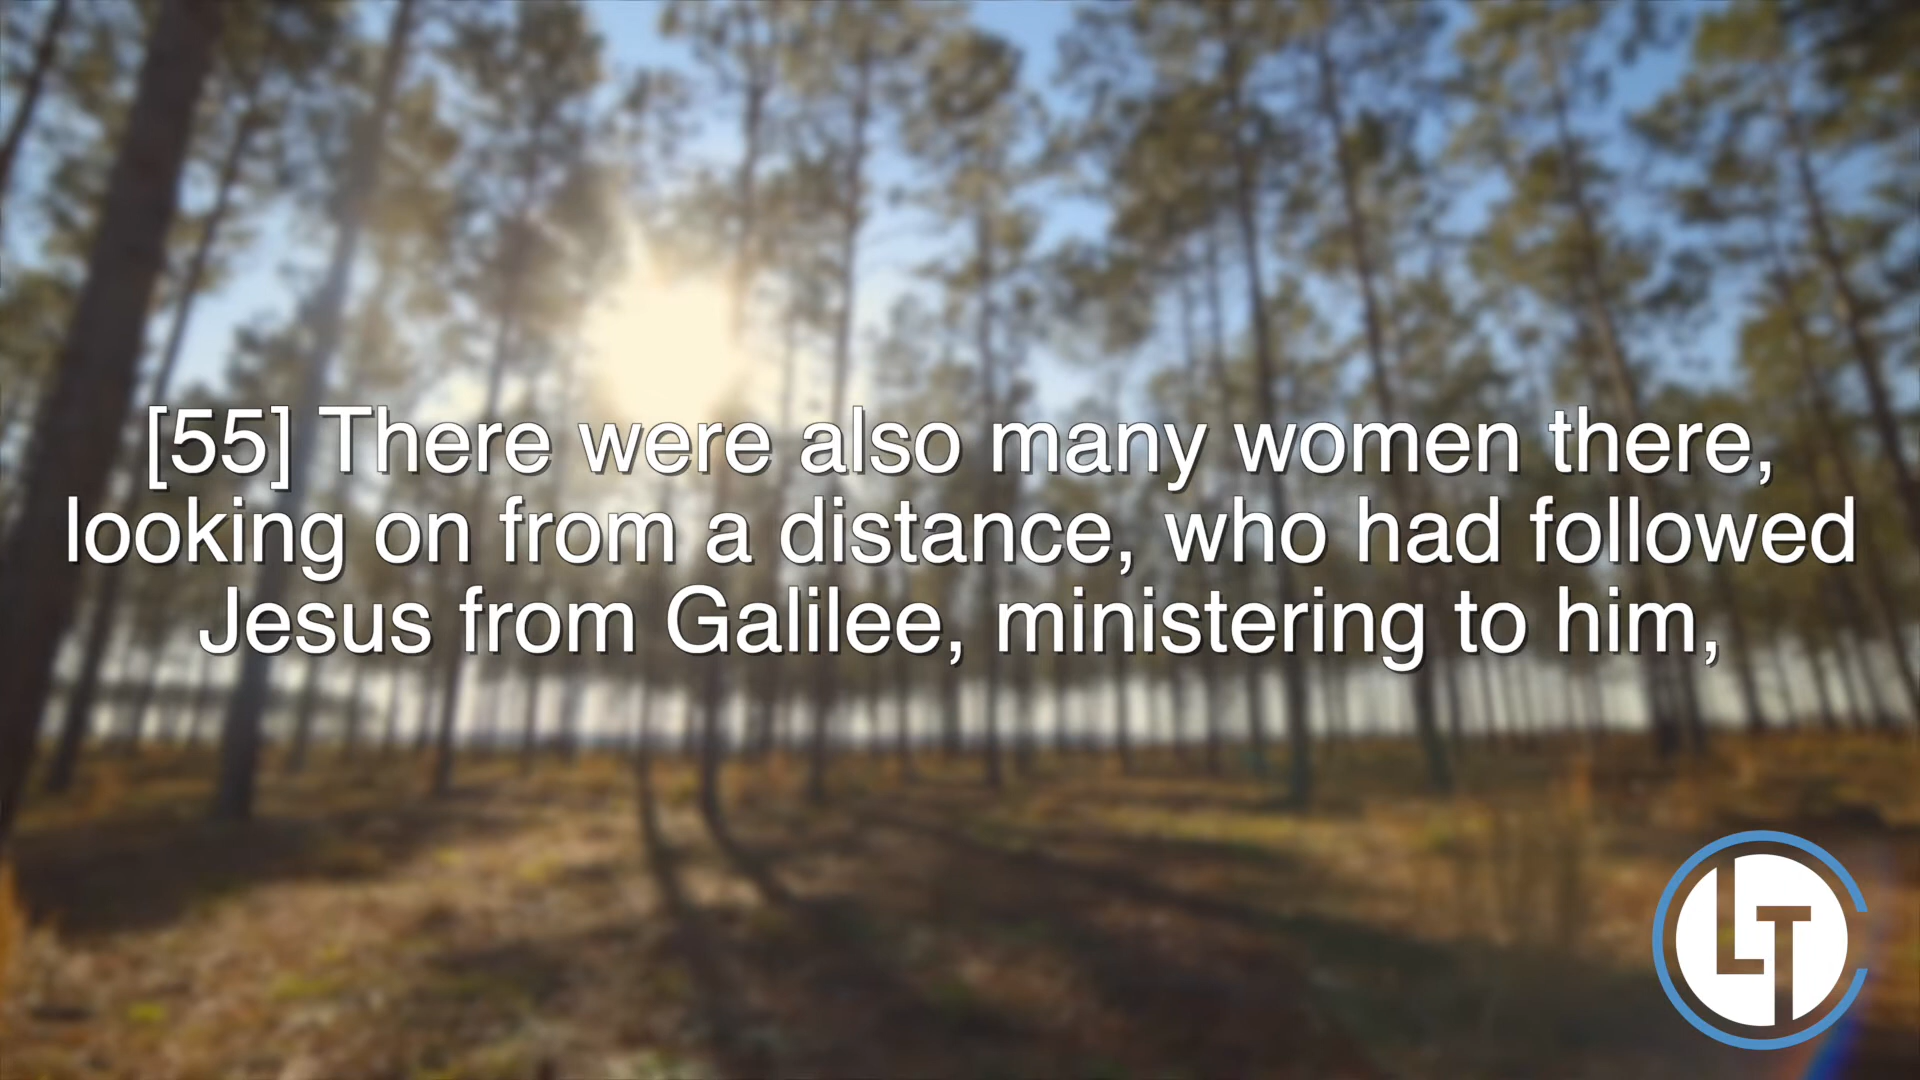 [55] There were also many women there,
looking on from a distance, who had followed
Jesus from Galilee, ministering to him,
LT